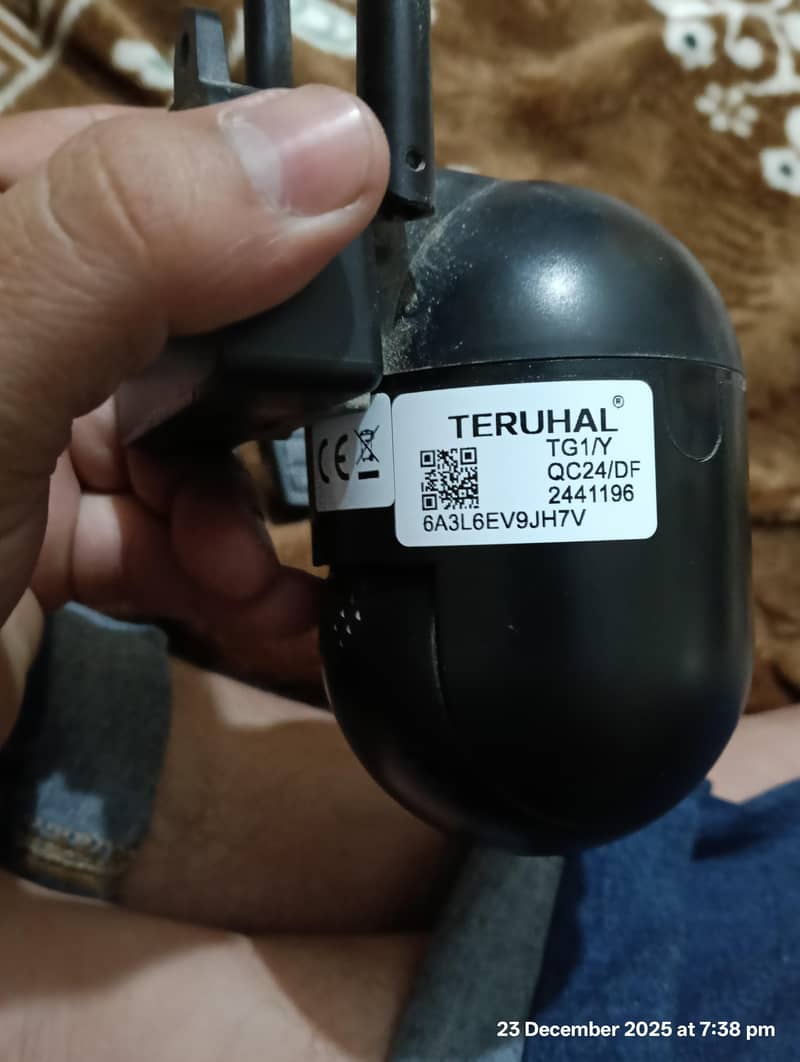 TERUHAL®
TG1/Y
QC24/DF
2441196
6A3L6EV9JH7V
CE
23 December 2025 at 7:38 pm